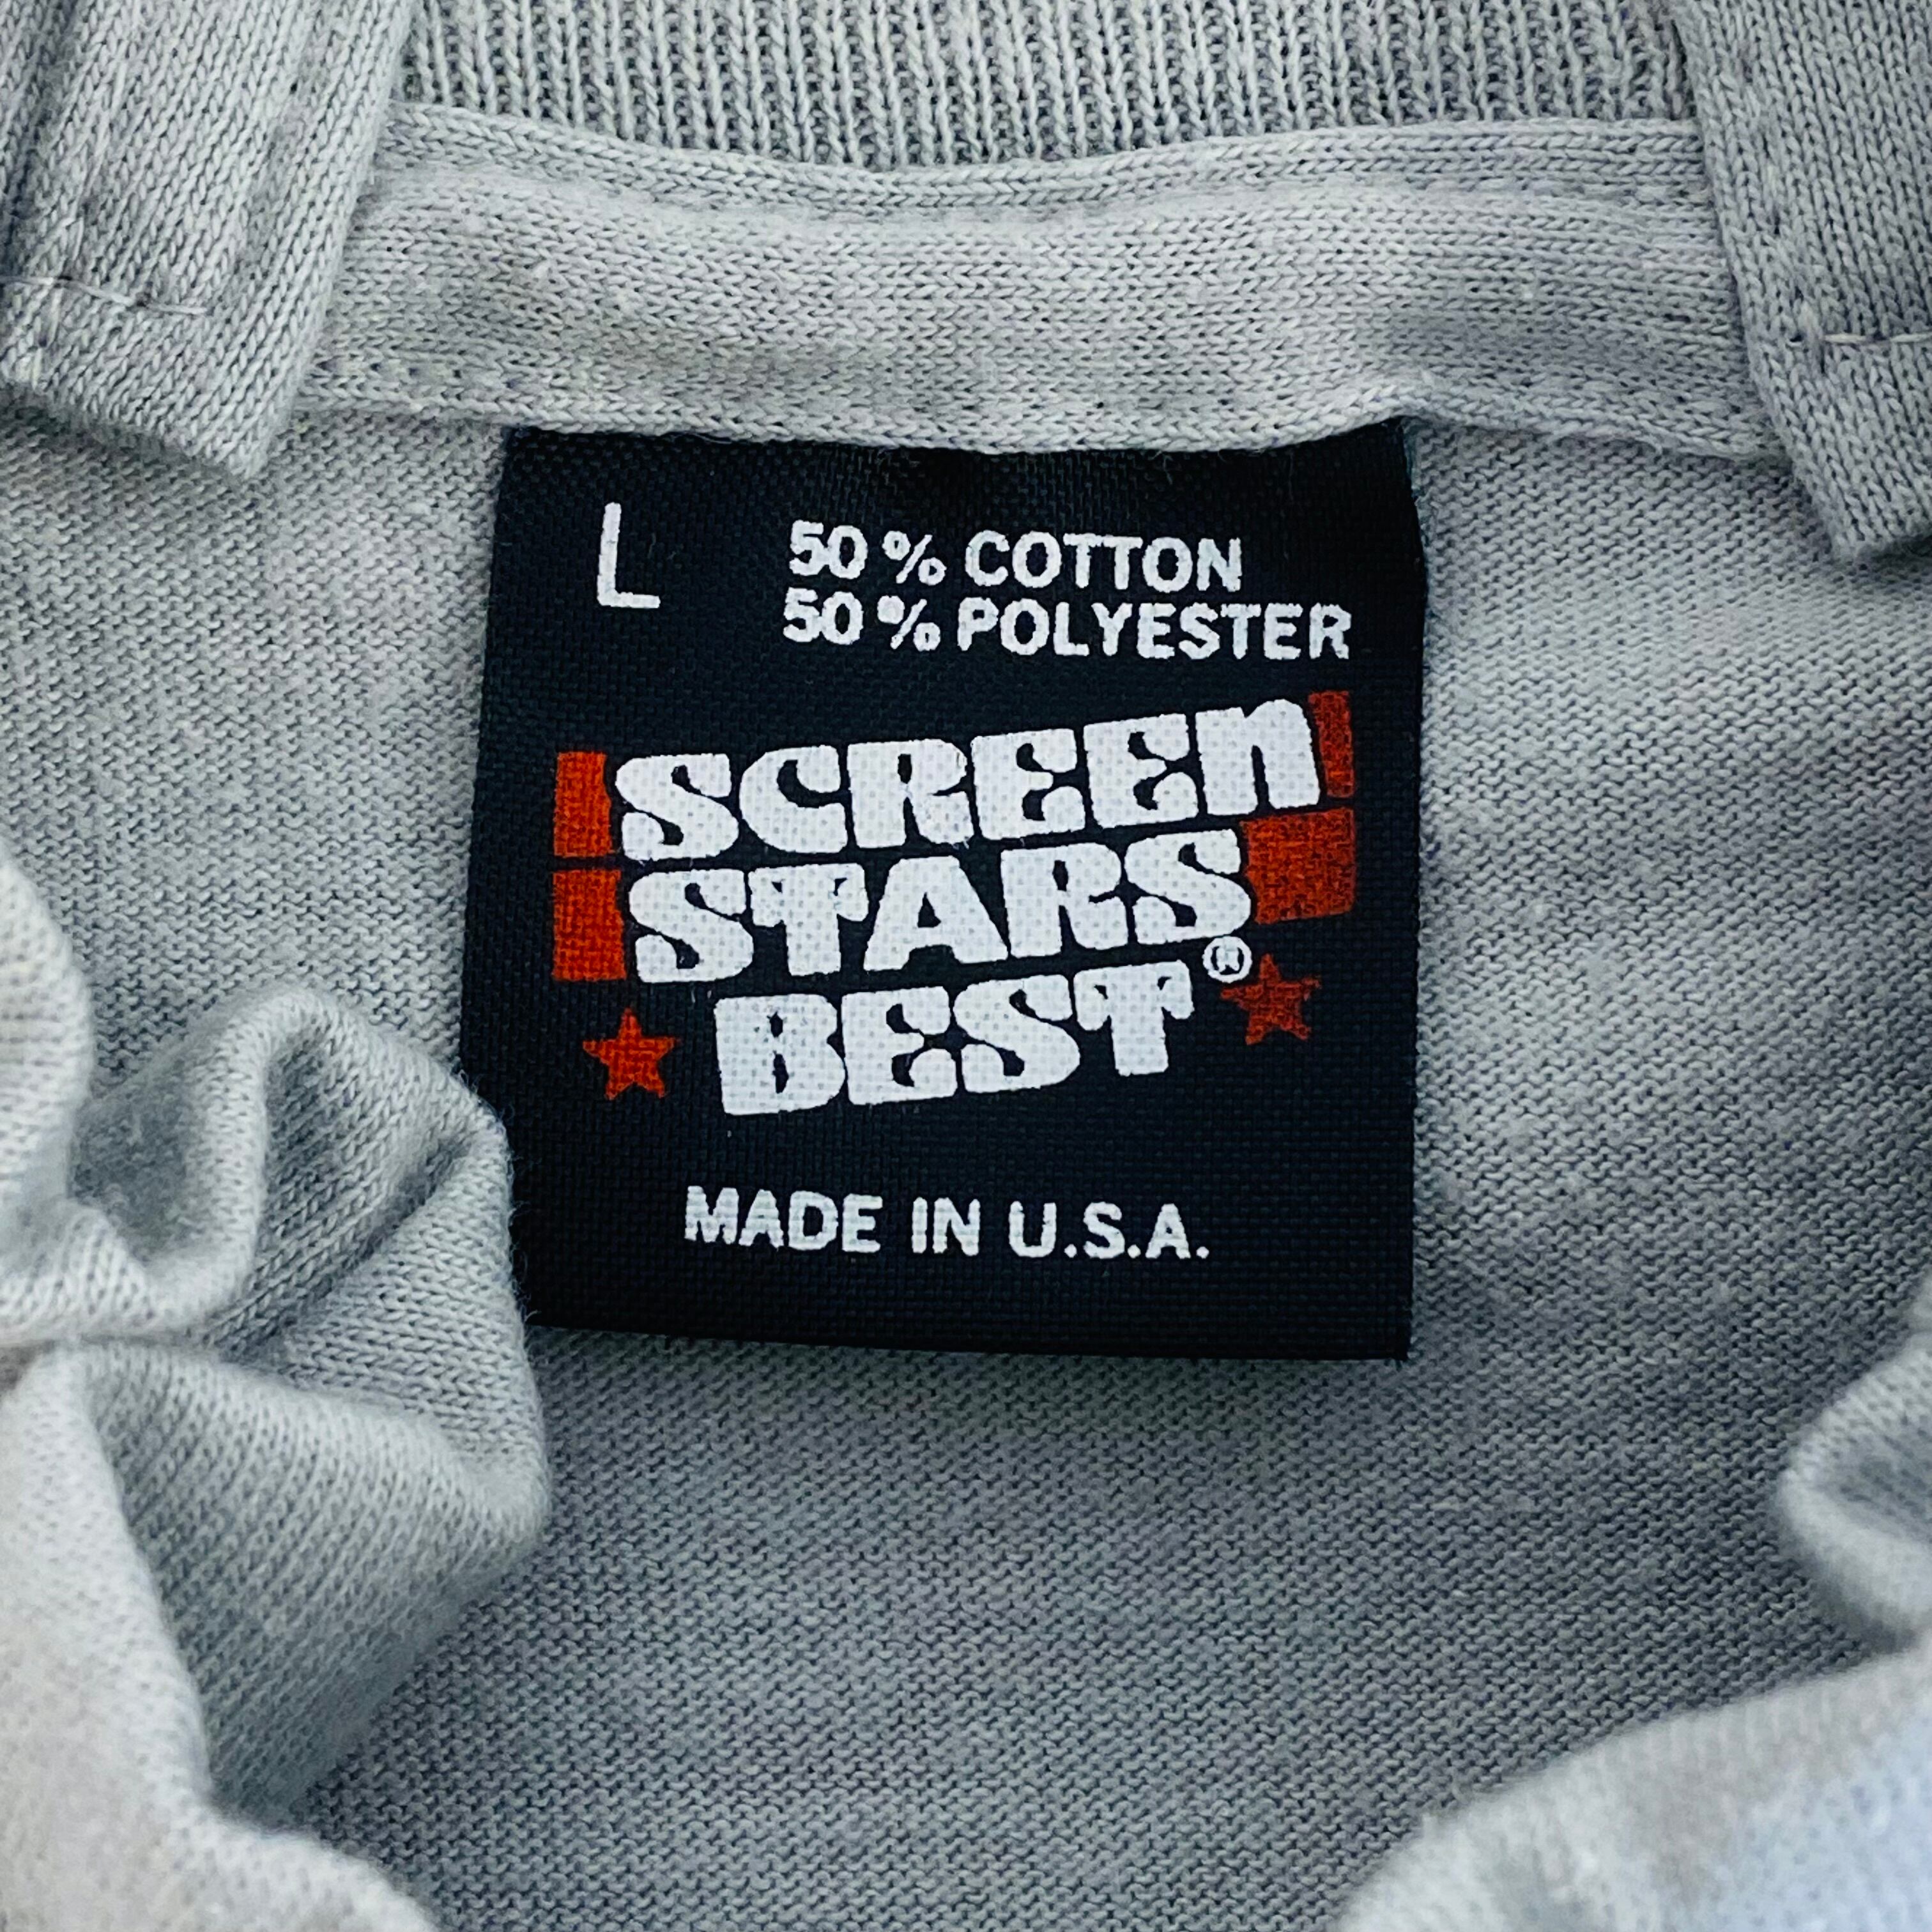 L
50 % COTTON
50 % POLYESTER
SCREEn
STARS
BEST®
MADE IN U.S.A.